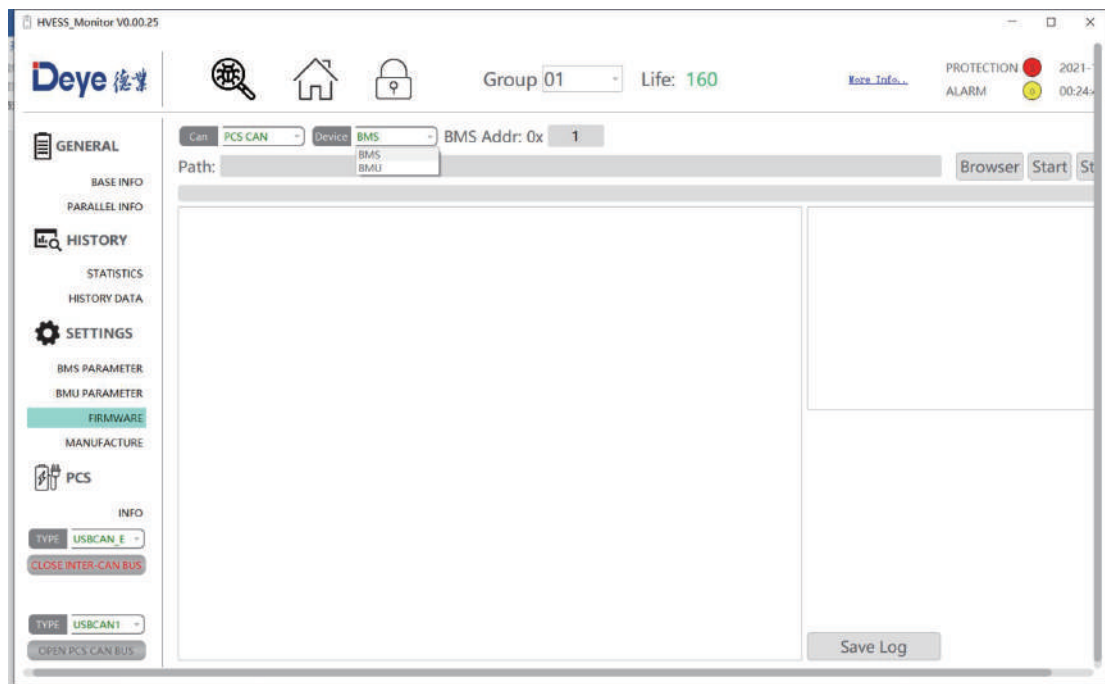 HVESS_Monitor V0.00.25
Deye 德業
Group 01 Life: 160
More Info...
PROTECTION
2021-
ALARM 0
00:24:
GENERAL
BASE INFO
PARALLEL INFO
HISTORY
STATISTICS
HISTORY DATA
SETTINGS
BMS PARAMETER
BMU PARAMETER
FIRMWARE
MANUFACTURE
PCS
INFO
TYPE USBCAN_E
CLOSE INTER-CAN BUS
TYPE USBCAN1
OPEN PCS CAN BUS
Can PCS CAN Device BMS BMS Addr: 0x 1
BMS
BMU
Path:
Browser Start St
Save Log